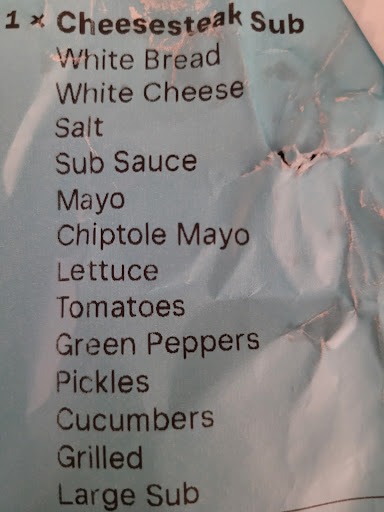 1 × Cheesesteak Sub
White Bread
White Cheese
Salt
Sub Sauce
Mayo
Chiptole Mayo
Lettuce
Tomatoes
Green Peppers
Pickles
Cucumbers
Grilled
Large Sub